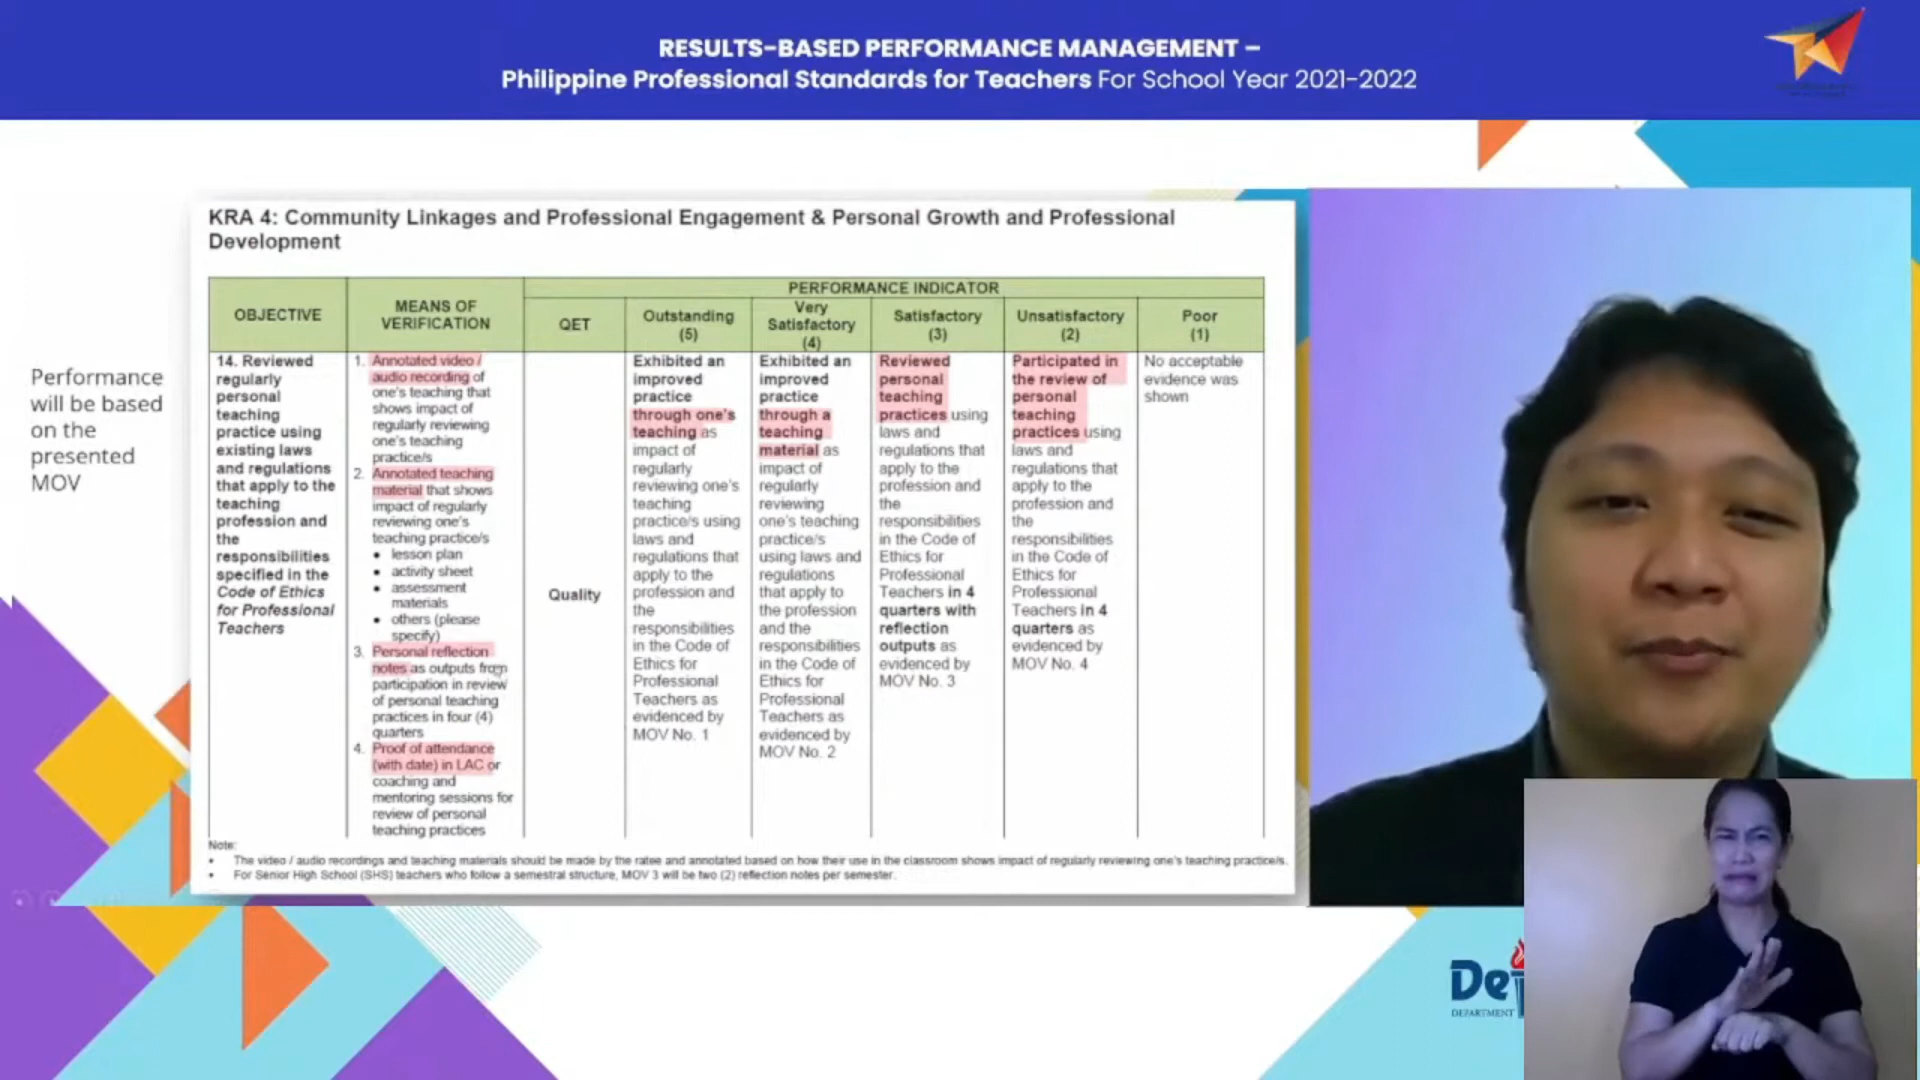 RESULTS-BASED PERFORMANCE MANAGEMENT –
Philippine Professional Standards for Teachers For School Year 2021-2022
Performance
will be based
on the
presented
MOV
KRA 4: Community Linkages and Professional Engagement & Personal Growth and Professional
Development
OBJECTIVE
MEANS OF
VERIFICATION
PERFORMANCE INDICATOR
QET
Outstanding
(5)
Very
Satisfactory
(4)
Satisfactory
(3)
Unsatisfactory
(2)
Poor
(1)
14. Reviewed
regularly
personal
teaching
practice using
existing laws
and regulations
that apply to the
teaching
profession and
the
responsibilities
specified in the
Code of Ethics
for Professional
Teachers
1. Annotated video /
audio recording of
one's teaching that
shows impact of
regularly reviewing
one's teaching
practice/s
2. Annotated teaching
material that shows
impact of regularly
reviewing one's
teaching practice/s
• lesson plan
• activity sheet
• assessment
materials
• others (please
specify)
3. Personal reflection
notes as outputs from
participation in review
of personal teaching
practices in four (4)
quarters
4. Proof of attendance
(with date) in LAC or
coaching and
mentoring sessions for
review of personal
teaching practices
Quality
Exhibited an
improved
practice
through one's
teaching as
impact of
regularly
reviewing one's
teaching
practice/s using
laws and
regulations that
apply to the
profession and
the
responsibilities
in the Code of
Ethics for
Professional
Teachers as
evidenced by
MOV No. 1
Exhibited an
improved
practice
through a
teaching
material as
impact of
regularly
reviewing
one's teaching
practice/s
using laws and
regulations
that apply to
the profession
and the
responsibilities
in the Code of
Ethics for
Professional
Teachers as
evidenced by
MOV No. 2
Reviewed
personal
teaching
practices using
laws and
regulations that
apply to the
profession and
the
responsibilities
in the Code of
Ethics for
Professional
Teachers in 4
quarters with
reflection
outputs as
evidenced by
MOV No. 3
Participated in
the review of
personal
teaching
practices using
laws and
regulations that
apply to the
profession and
the
responsibilities
in the Code of
Ethics for
Professional
Teachers in 4
quarters as
evidenced by
MOV No. 4
No acceptable
evidence was
shown
Note:
• The video / audio recordings and teaching materials should be made by the ratee and annotated based on how their use in the classroom shows impact of regularly reviewing one's teaching practice/s.
• For Senior High School (SHS) teachers who follow a semestral structure, MOV 3 will be two (2) reflection notes per semester.
De
DEPARTMENT